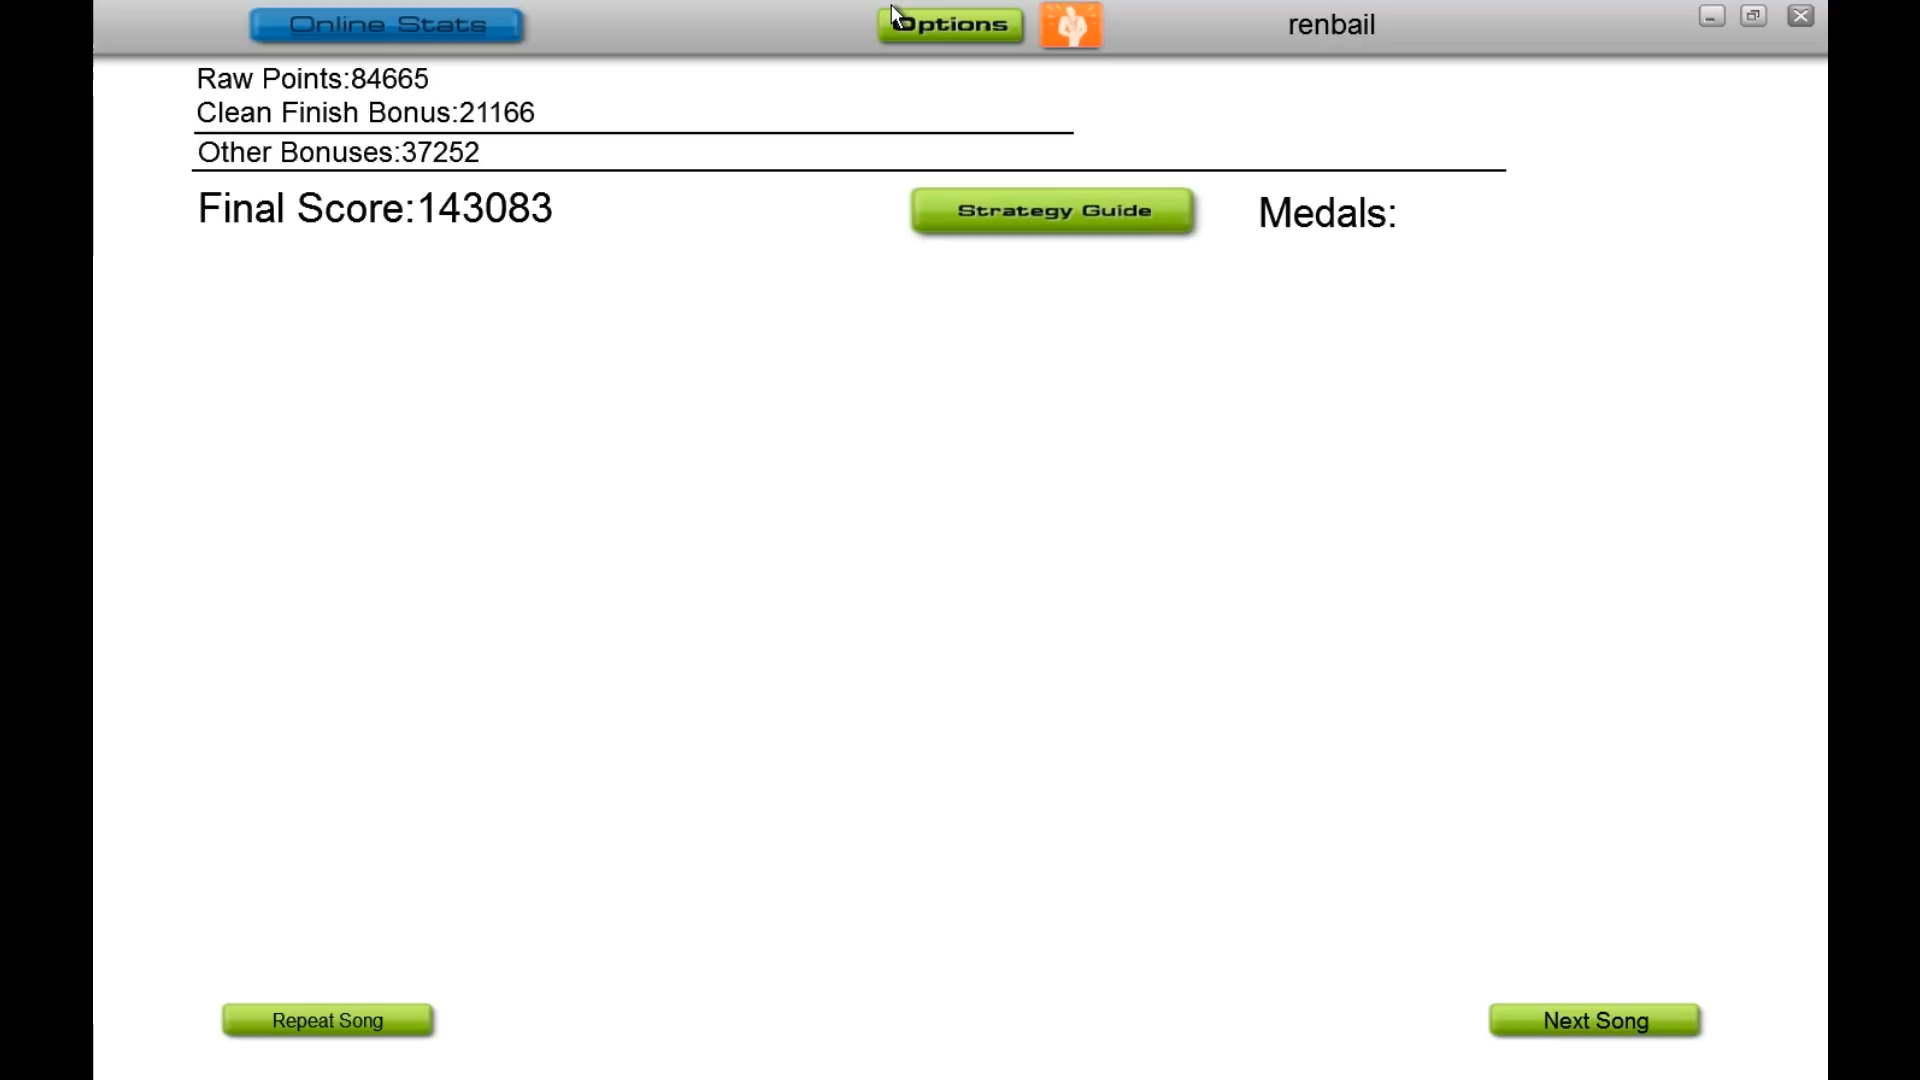 Online Stats
Options
renbail
Raw Points:84665
Clean Finish Bonus:21166
Other Bonuses:37252
Final Score:143083
Strategy Guide
Medals:
Repeat Song
Next Song